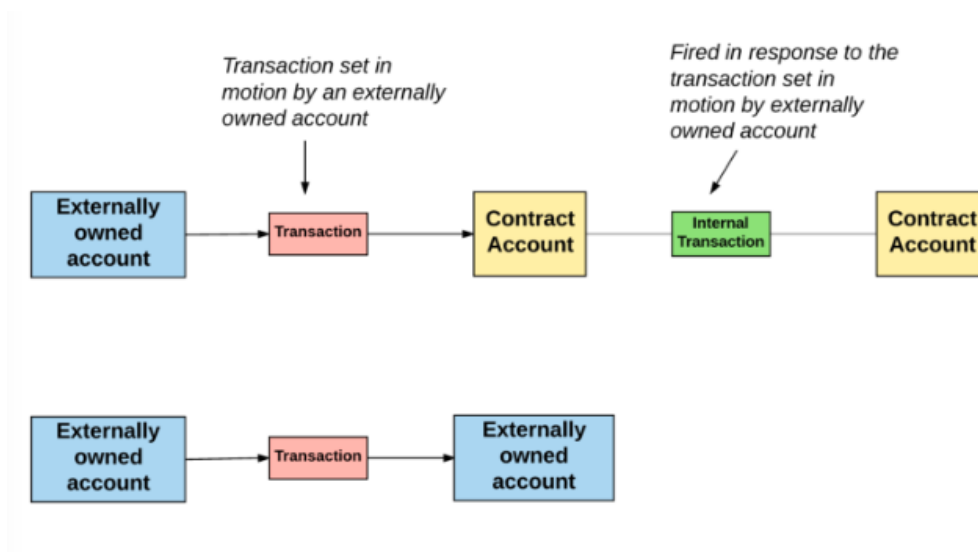 Transaction set in
motion by an externally
owned account
Fired in response to the
transaction set in
motion by externally
owned account
Externally
owned
account
Transaction
Contract
Account
Internal
Transaction
Contract
Account
Externally
owned
account
Transaction
Externally
owned
account